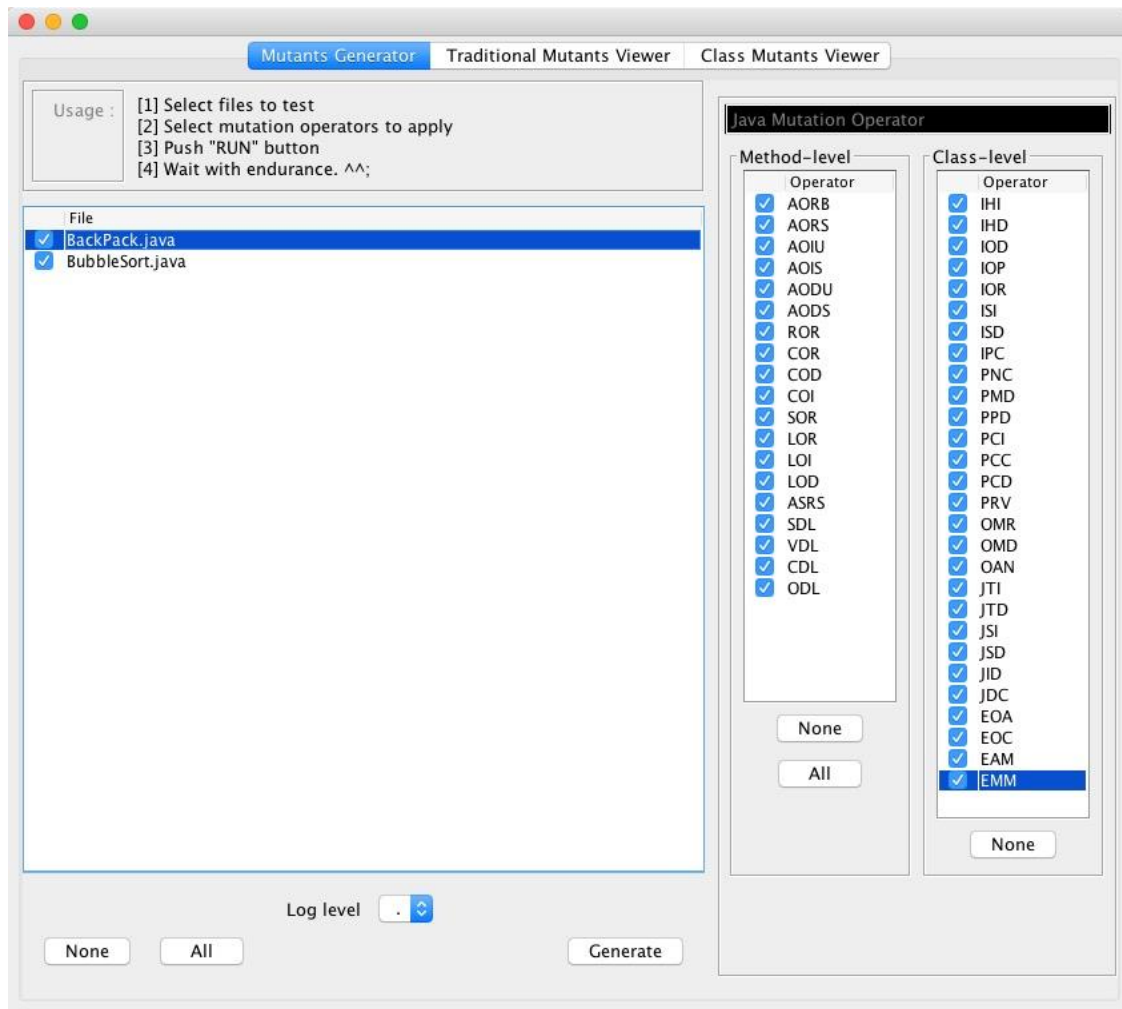 Mutants Generator
Traditional Mutants Viewer
Class Mutants Viewer
Usage :
[1] Select files to test
[2] Select mutation operators to apply
[3] Push "RUN" button
[4] Wait with endurance. ^^;
File
BackPack.java
BubbleSort.java
Log level .
None
All
Generate
Java Mutation Operator
Method-level
Operator
AORB
AORS
AOIU
AOIS
AODU
AODS
ROR
COR
COD
COI
SOR
LOR
LOI
LOD
ASRS
SDL
VDL
CDL
ODL
None
All
Class-level
Operator
IHI
IHD
IOD
IOP
IOR
ISI
ISD
IPC
PNC
PMD
PPD
PCI
PCC
PCD
PRV
OMR
OMD
OAN
JTI
JTD
JSI
JSD
JID
JDC
EOA
EOC
EAM
EMM
None